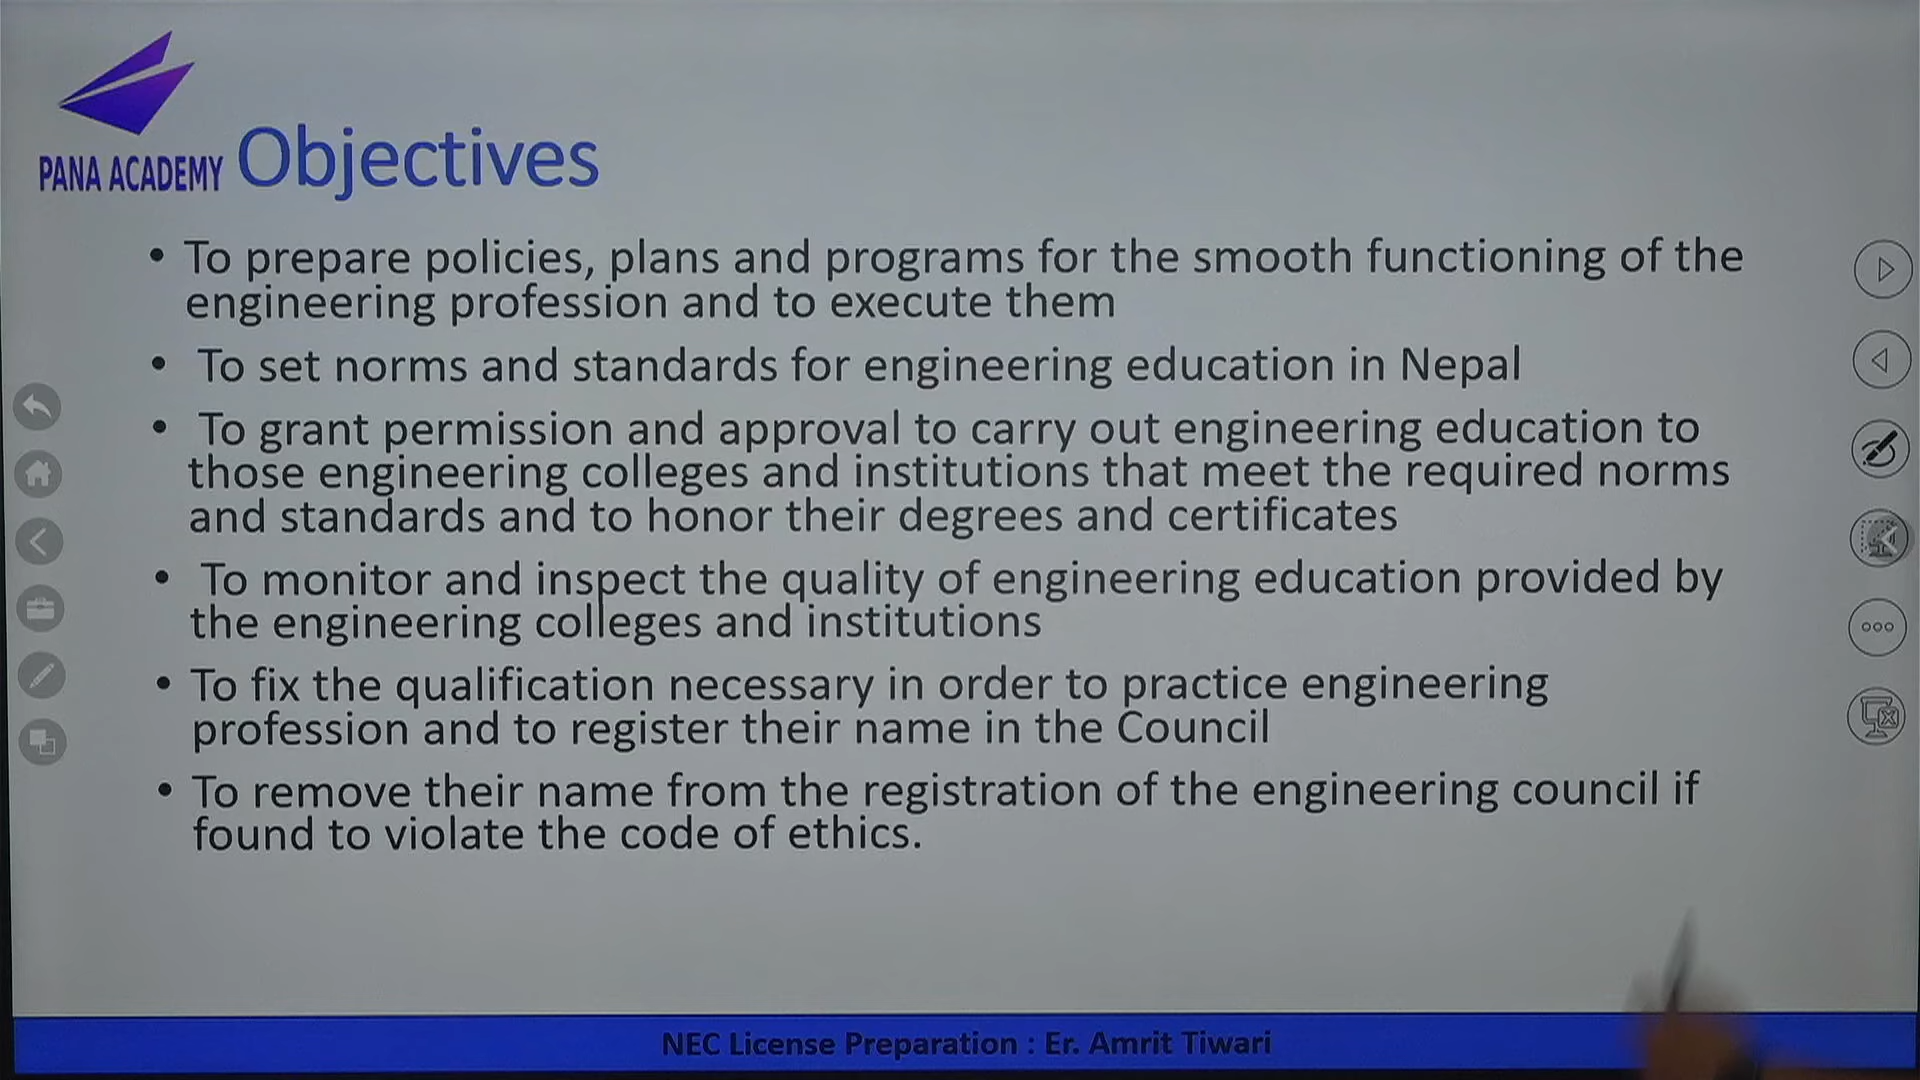 PANA ACADEMY
Objectives
• To prepare policies, plans and programs for the smooth functioning of the
engineering profession and to execute them
• To set norms and standards for engineering education in Nepal
• To grant permission and approval to carry out engineering education to
those engineering colleges and institutions that meet the required norms
and standards and to honor their degrees and certificates
• To monitor and inspect the quality of engineering education provided by
the engineering colleges and institutions
• To fix the qualification necessary in order to practice engineering
profession and to register their name in the Council
• To remove their name from the registration of the engineering council if
found to violate the code of ethics.
NEC License Preparation : Er. Amrit Tiwari